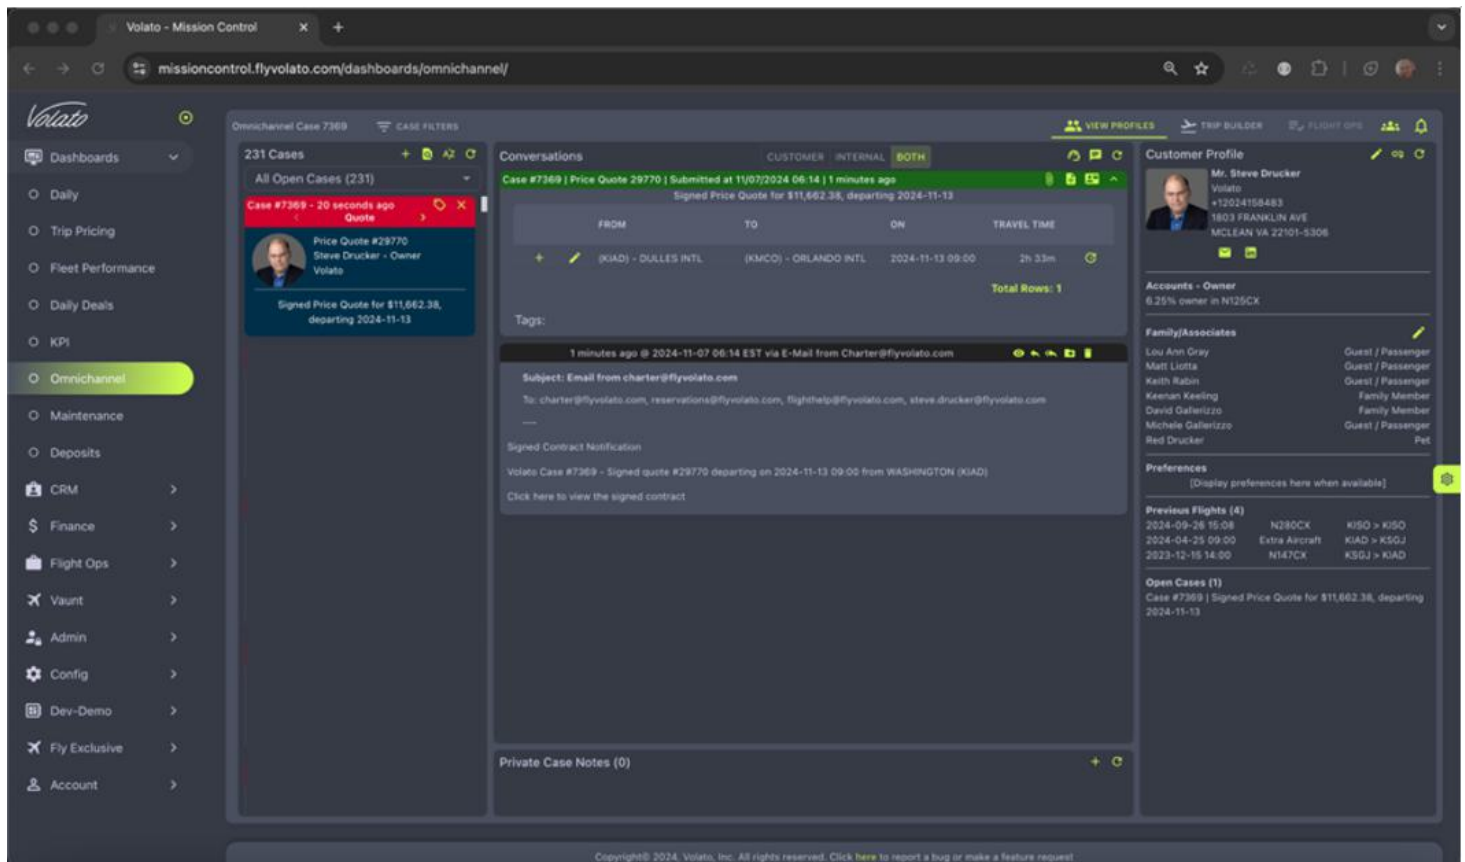 Volato - Mission Control
missioncontrol.flyvolato.com/dashboards/omnichannel/
Volato
Dashboards
Daily
Trip Pricing
Fleet Performance
Daily Deals
KPI
Omnichannel
Maintenance
Deposits
CRM
Finance
Flight Ops
Vaunt
Admin
Config
Dev-Demo
Fly Exclusive
Account
Omnichannel Case 7369
CASE FILTERS
VIEW PROFILES
TRIP BUILDER
FLIGHT OPS
231 Cases
All Open Cases (231)
Case #7369 - 20 seconds ago
Quote
Price Quote #29770
Steve Drucker - Owner
Volato
Signed Price Quote for $11,662.38,
departing 2024-11-13
Conversations
CUSTOMER INTERNAL BOTH
Case #7369 | Price Quote 29770 | Submitted at 11/07/2024 06:14 | 1 minutes ago
Signed Price Quote for $11,662.38, departing 2024-11-13
FROM TO ON TRAVEL TIME
(KIAD) - DULLES INTL (KMCO) - ORLANDO INTL 2024-11-13 09:00 2h 33m
Total Rows: 1
Tags:
1 minutes ago @ 2024-11-07 06:14 EST via E-Mail from Charter@flyvolato.com
Subject: Email from charter@flyvolato.com
To: charter@flyvolato.com, reservations@flyvolato.com, flighthelp@flyvolato.com, steve.drucker@flyvolato.com
Signed Contract Notification
Volato Case #7369 - Signed quote #29770 departing on 2024-11-13 09:00 from WASHINGTON (KIAD)
Click here to view the signed contract
Private Case Notes (0)
Customer Profile
Mr. Steve Drucker
Volato
+12024158483
1803 FRANKLIN AVE
MCLEAN VA 22101-5306
Accounts - Owner
6.25% owner in N125CX
Family/Associates
Lou Ann Gray Guest / Passenger
Matt Liotta Guest / Passenger
Keith Rabin Guest / Passenger
Keenan Keeling Family Member
David Gallerizzo Family Member
Michele Gallerizzo Guest / Passenger
Red Drucker Pet
Preferences
[Display preferences here when available]
Previous Flights (4)
2024-09-26 15:08 N280CX KISO > KISO
2024-04-25 09:00 Extra Aircraft KIAD > KSGJ
2023-12-15 14:00 N147CX KSGJ > KIAD
Open Cases (1)
Case #7369 | Signed Price Quote for $11,662.38, departing
2024-11-13
Copyright© 2024, Volato, Inc. All rights reserved. Click here to report a bug or make a feature request